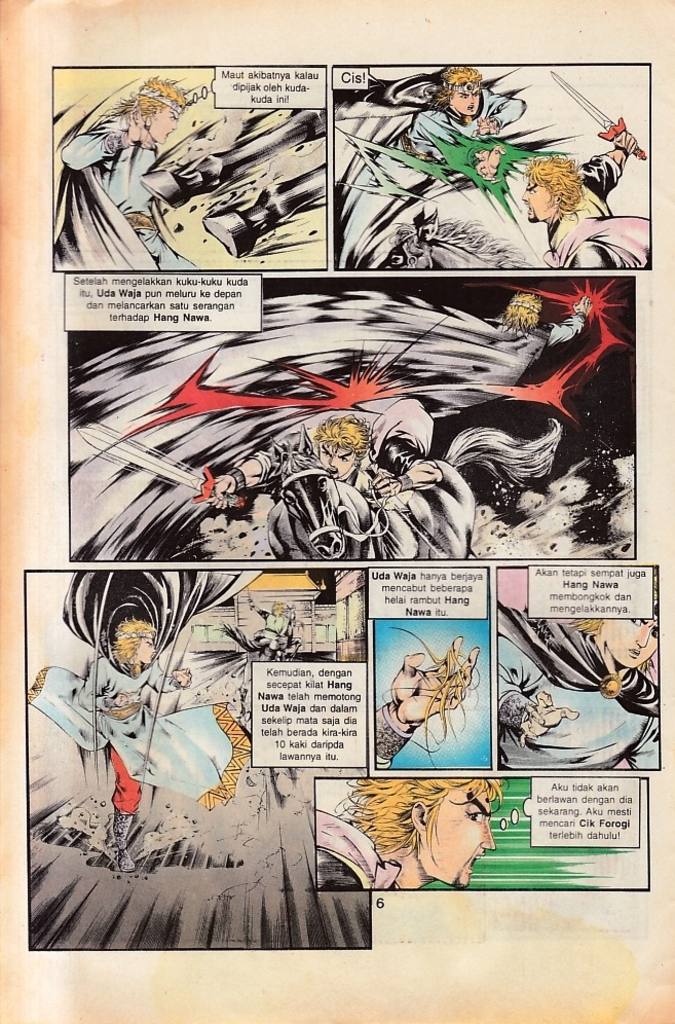 Maut akibatnya kalau
dipijak oleh kuda-
kuda ini!
Cis!
Setelah mengelakkan kuku-kuku kuda
itu, Uda Waja pun meluru ke depan
dan melancarkan satu serangan
terhadap Hang Nawa.
Kemudian, dengan
secepat kilat Hang
Nawa telah memotong
Uda Waja dan dalam
sekelip mata saja dia
telah berada kira-kira
10 kaki daripda
lawannya itu.
Uda Waja hanya berjaya
mencabut beberapa
helai rambut Hang
Nawa itu.
Akan tetapi sempat juga
Hang Nawa
membongkok dan
mengelakkannya.
Aku tidak akan
berlawan dengan dia
sekarang. Aku mesti
mencari Cik Forogi
terlebih dahulu!
6